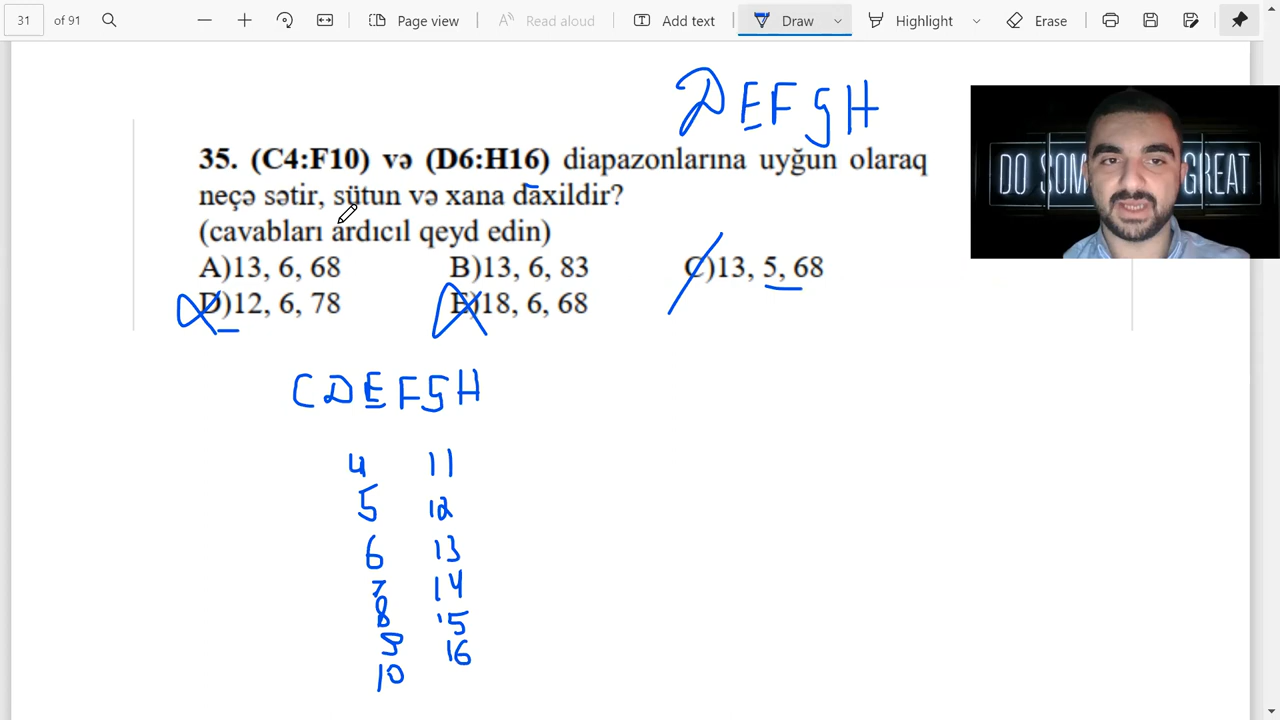 31 of 91 Page view Read aloud Add text Draw Highlight Erase
D E F G H
35. (C4:F10) və (D6:H16) diapazonlarına uyğun olaraq
neçə sətir, sütun və xana daxildir?
(cavabları ardıcıl qeyd edin)
A)13, 6, 68 B)13, 6, 83 C)13, 5, 68
D)12, 6, 78 E)18, 6, 68
DO SOM GREAT
C D E F G H
4 11
5 12
6 13
7 14
8 15
9 16
10